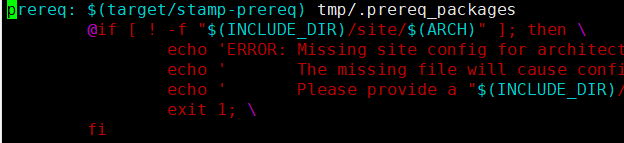 prereq: $(target/stamp-prereq) tmp/.prereq_packages
@if [ ! -f "$(INCLUDE_DIR)/site/$(ARCH)" ]; then \
echo 'ERROR: Missing site config for architect
echo '       The missing file will cause confi
echo '       Please provide a "$(INCLUDE_DIR)/
exit 1; \
fi